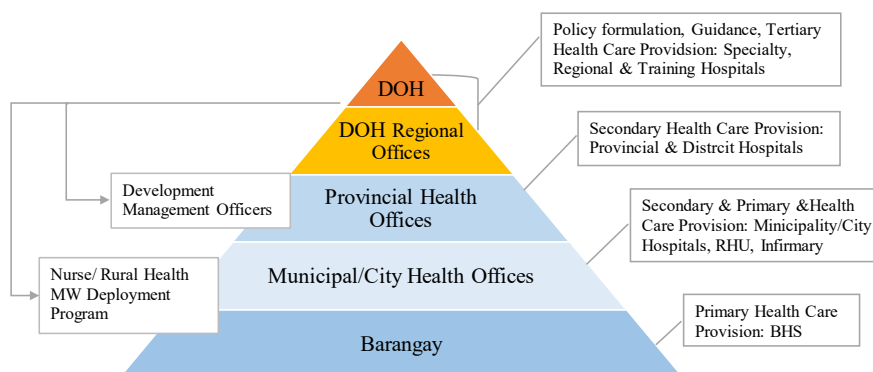 Policy formulation, Guidance, Tertiary
Health Care Providsion: Specialty,
Regional & Training Hospitals
DOH
DOH Regional
Offices
Secondary Health Care Provision:
Provincial & Distrcit Hospitals
Development
Management Officers
Provincial Health
Offices
Secondary & Primary &Health
Care Provision: Minicipality/City
Hospitals, RHU, Infirmary
Nurse/ Rural Health
MW Deployment
Program
Municipal/City Health Offices
Primary Health Care
Provision: BHS
Barangay